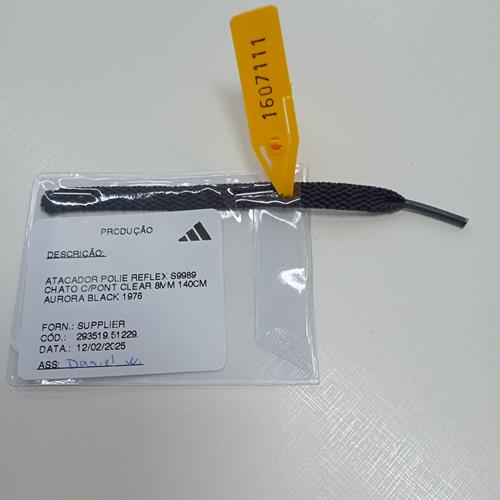 1607111
PRODUÇÃO
DESCRIÇÃO:
ATACADOR POLIE REFLEX S9989
CHATO C/PONT CLEAR 8MM 140CM
AURORA BLACK 1976
FORN.: SUPPLIER
CÓD.: 293519.51229.
DATA.: 12/02/2025
ASS: Daniel W.